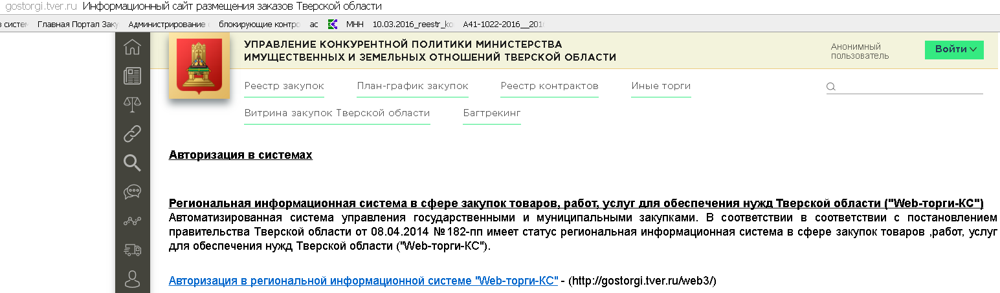 gostorgi.tver.ru Информационный сайт размещения заказов Тверской области
в систем Главная Портал Заку Администрирование блокирующие контро ас МНН 10.03.2016_reestr_ko A41-1022-2016__201
УПРАВЛЕНИЕ КОНКУРЕНТНОЙ ПОЛИТИКИ МИНИСТЕРСТВА
ИМУЩЕСТВЕННЫХ И ЗЕМЕЛЬНЫХ ОТНОШЕНИЙ ТВЕРСКОЙ ОБЛАСТИ
Анонимный
пользователь
Войти
Реестр закупок План-график закупок Реестр контрактов Иные торги
Витрина закупок Тверской области Багтрекинг
Авторизация в системах
Региональная информационная система в сфере закупок товаров, работ, услуг для обеспечения нужд Тверской области ("Web-торги-КС")
Автоматизированная система управления государственными и муниципальными закупками. В соответствии в соответствии с постановлением
правительства Тверской области от 08.04.2014 №182-пп имеет статус региональная информационная система в сфере закупок товаров ,работ, услуг
для обеспечения нужд Тверской области ("Web-торги-КС").
Авторизация в региональной информационной системе "Web-торги-КС" - (http://gostorgi.tver.ru/web3/)